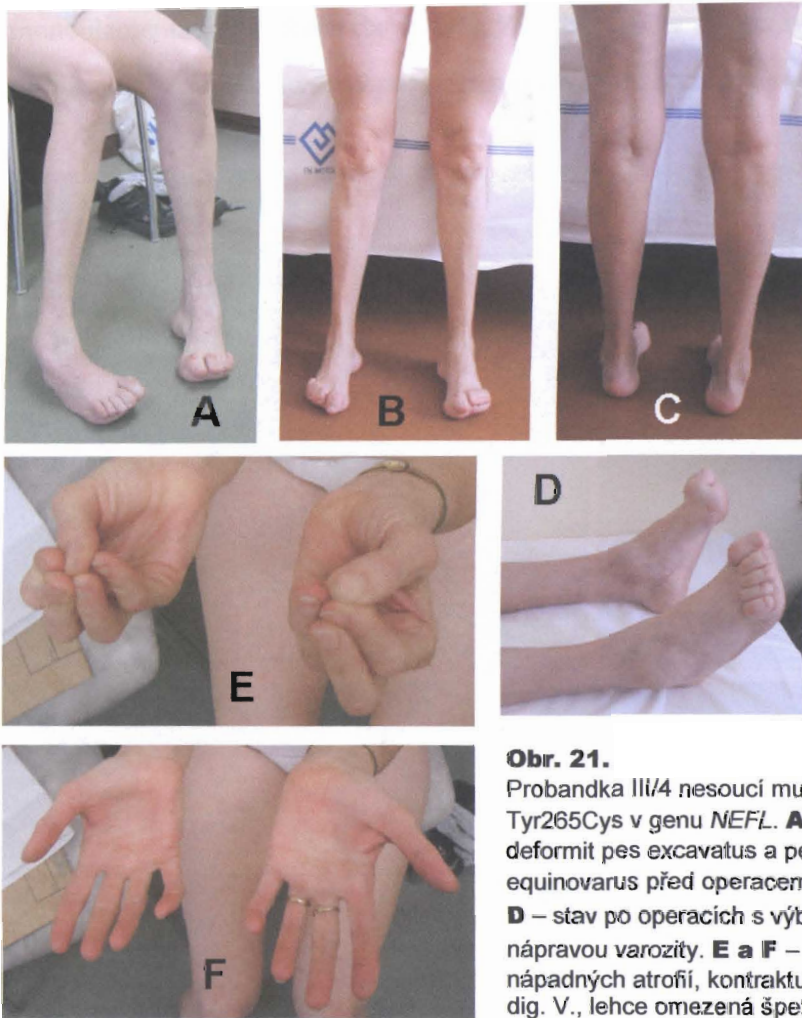 A
B
C
D
E
F
Obr. 21.
Probandka III/4 nesoucí mu
Tyr265Cys v genu NEFL. A
deformit pes excavatus a pe
equinovarus před operacem
D – stav po operacích s výb
nápravou varozity. E a F –
nápadných atrofií, kontraktu
dig. V., lehce omezená špe